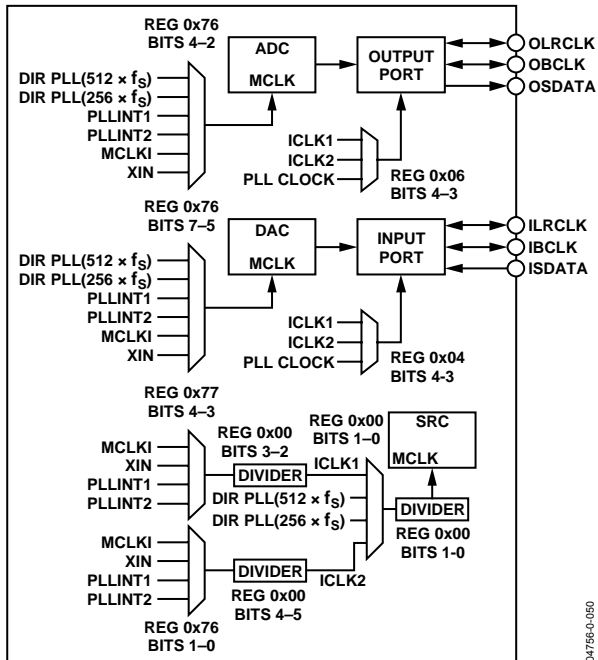 REG 0x76
BITS 4–2
DIR PLL(512 × fS)
DIR PLL(256 × fS)
PLLINT1
PLLINT2
MCLKI
XIN
ADC
MCLK
OUTPUT
PORT
OLRCLK
OBCLK
OSDATA
ICLK1
ICLK2
PLL CLOCK
REG 0x06
BITS 4–3
REG 0x76
BITS 7–5
DIR PLL(512 × fS)
DIR PLL(256 × fS)
PLLINT1
PLLINT2
MCLKI
XIN
DAC
MCLK
INPUT
PORT
ILRCLK
IBCLK
ISDATA
ICLK1
ICLK2
PLL CLOCK
REG 0x04
BITS 4-3
REG 0x77
BITS 4–3
MCLKI
XIN
PLLINT1
PLLINT2
REG 0x00
BITS 3–2
DIVIDER
ICLK1
REG 0x00
BITS 1–0
DIR PLL(512 × fS)
DIR PLL(256 × fS)
SRC
MCLK
DIVIDER
REG 0x00
BITS 1-0
MCLKI
XIN
PLLINT1
PLLINT2
DIVIDER
ICLK2
REG 0x00
BITS 4–5
REG 0x76
BITS 1–0
04756-0-050